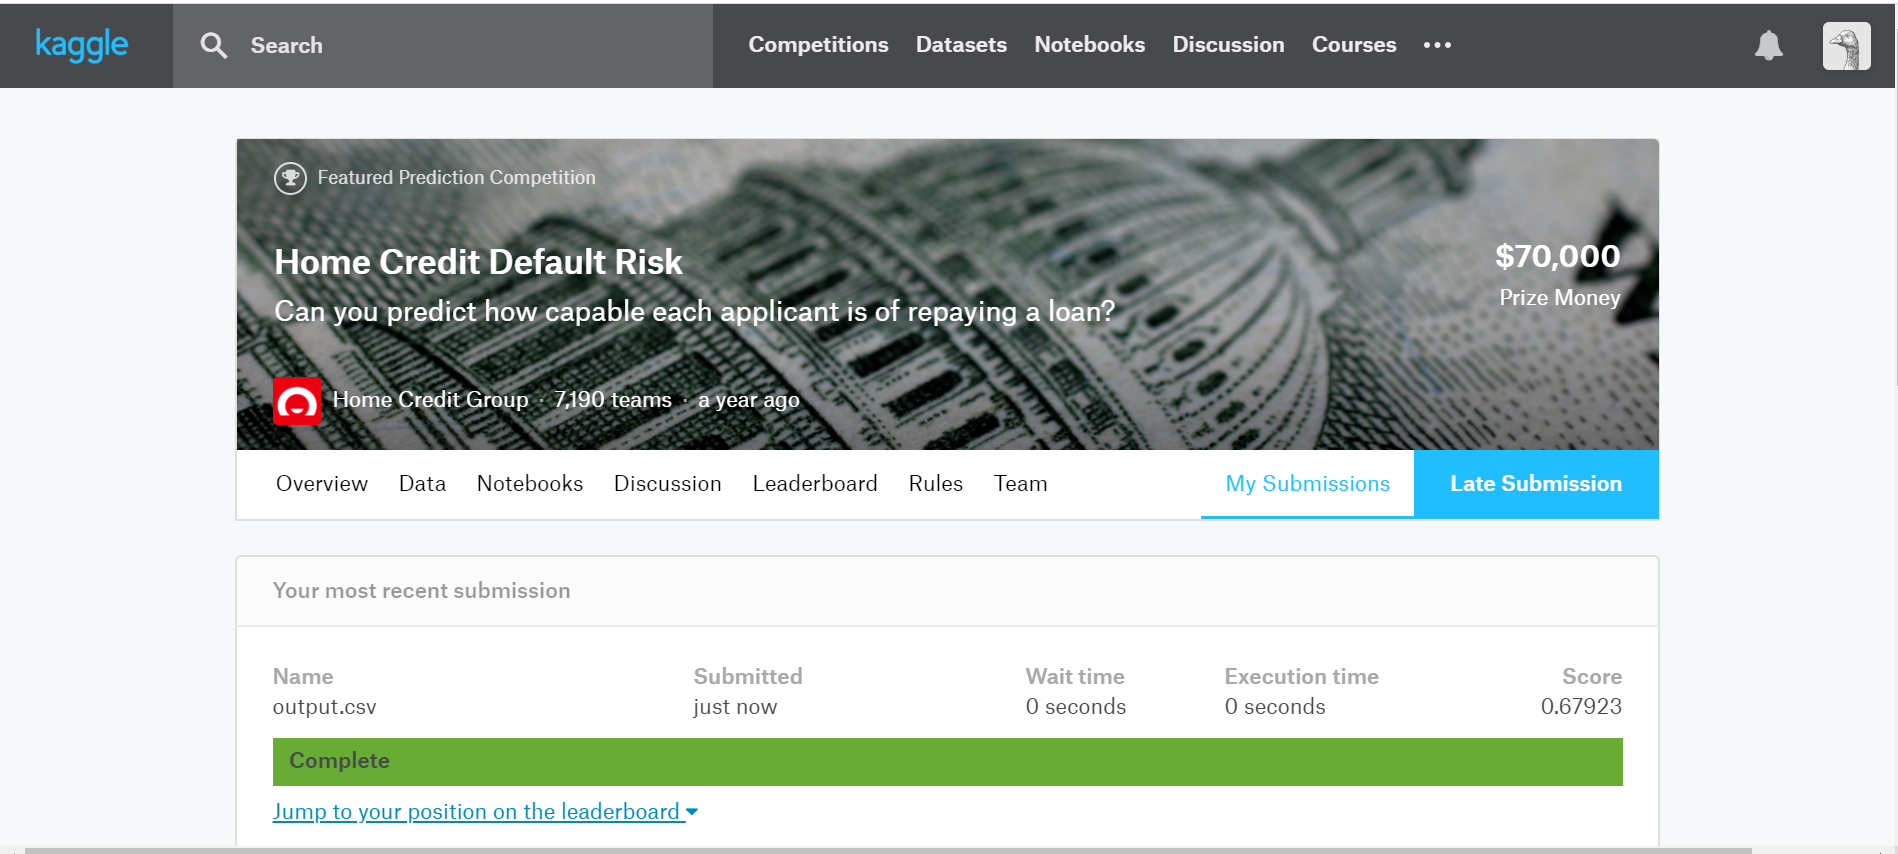 kaggle
Search
Competitions Datasets Notebooks Discussion Courses
Featured Prediction Competition
Home Credit Default Risk
Can you predict how capable each applicant is of repaying a loan?
$70,000
Prize Money
Home Credit Group · 7,190 teams · a year ago
Overview Data Notebooks Discussion Leaderboard Rules Team My Submissions Late Submission
Your most recent submission
Name Submitted Wait time Execution time Score
output.csv just now 0 seconds 0 seconds 0.67923
Complete
Jump to your position on the leaderboard